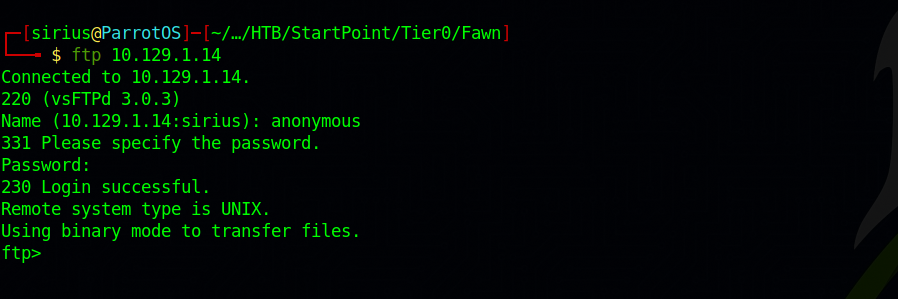 ┌─[sirius@ParrotOS]─[~/…/HTB/StartPoint/Tier0/Fawn]
└──╼ $ ftp 10.129.1.14
Connected to 10.129.1.14.
220 (vsFTPd 3.0.3)
Name (10.129.1.14:sirius): anonymous
331 Please specify the password.
Password:
230 Login successful.
Remote system type is UNIX.
Using binary mode to transfer files.
ftp>